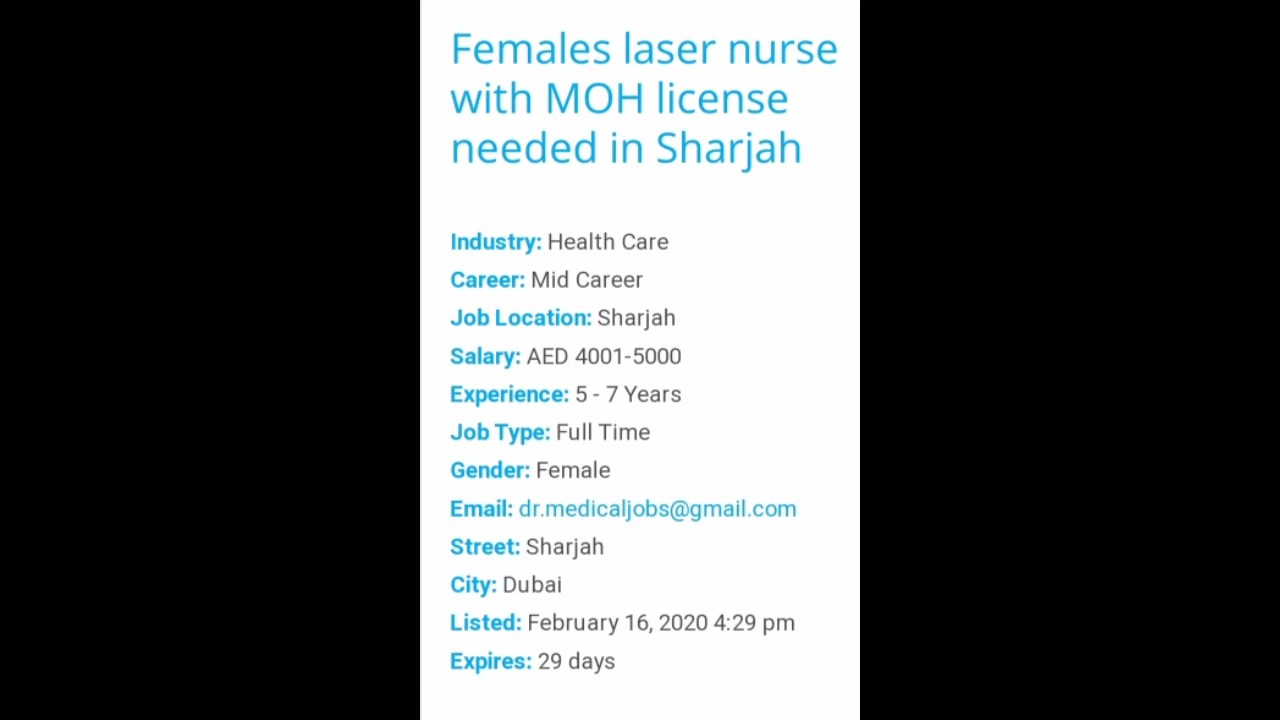 Females laser nurse
with MOH license
needed in Sharjah
Industry: Health Care
Career: Mid Career
Job Location: Sharjah
Salary: AED 4001-5000
Experience: 5 - 7 Years
Job Type: Full Time
Gender: Female
Email: dr.medicaljobs@gmail.com
Street: Sharjah
City: Dubai
Listed: February 16, 2020 4:29 pm
Expires: 29 days